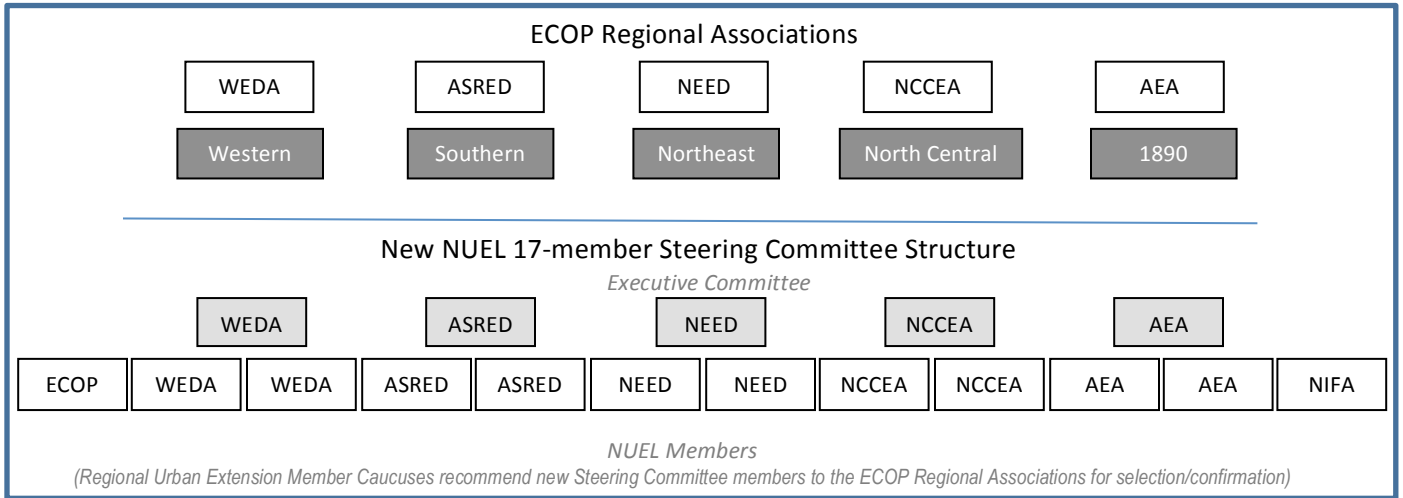 ECOP Regional Associations
WEDA ASRED NEED NCCEA AEA
Western Southern Northeast North Central 1890
New NUEL 17-member Steering Committee Structure
Executive Committee
WEDA ASRED NEED NCCEA AEA
ECOP WEDA WEDA ASRED ASRED NEED NEED NCCEA NCCEA AEA AEA NIFA
NUEL Members
(Regional Urban Extension Member Caucuses recommend new Steering Committee members to the ECOP Regional Associations for selection/confirmation)